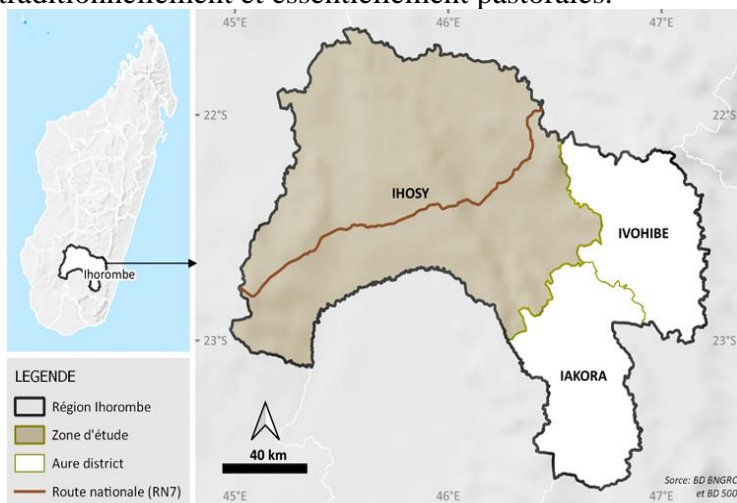 traditionnellement et essentiellement pastorales.
45°E
46°E
47°E
22°S
22°S
IHOSY
IVOHIBE
Ihorombe
23°S
23°S
IAKORA
LEGENDE
Région Ihorombe
Zone d'étude
Aure district
Route nationale (RN7)
40 km
45°E
46°E
47°E
Sorce: BD BNGRC
et BD 500